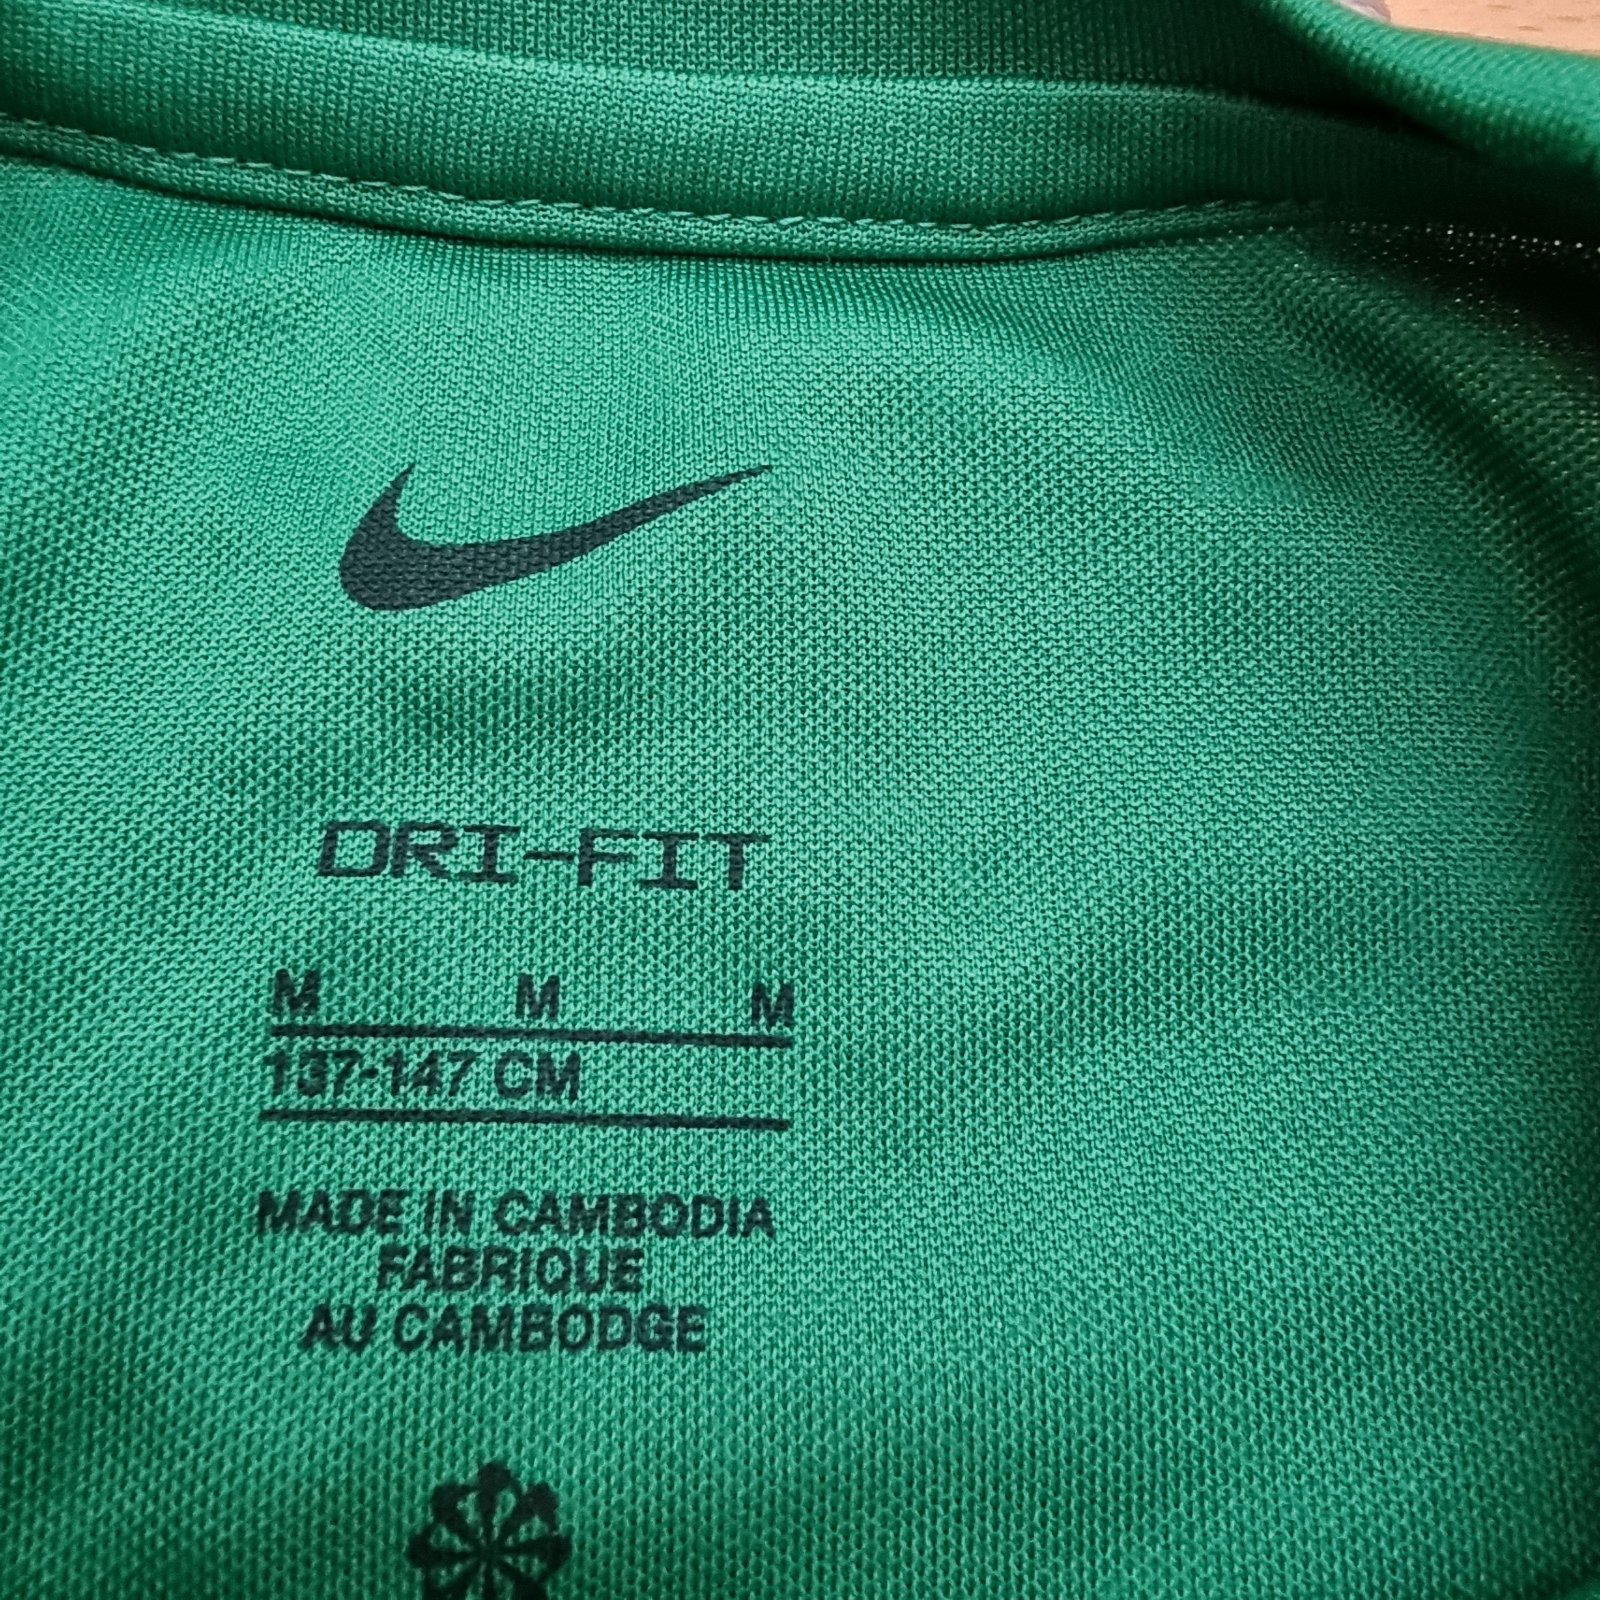 DRI-FIT
M M M
137-147 CM
MADE IN CAMBODIA
FABRIQUE
AU CAMBODGE